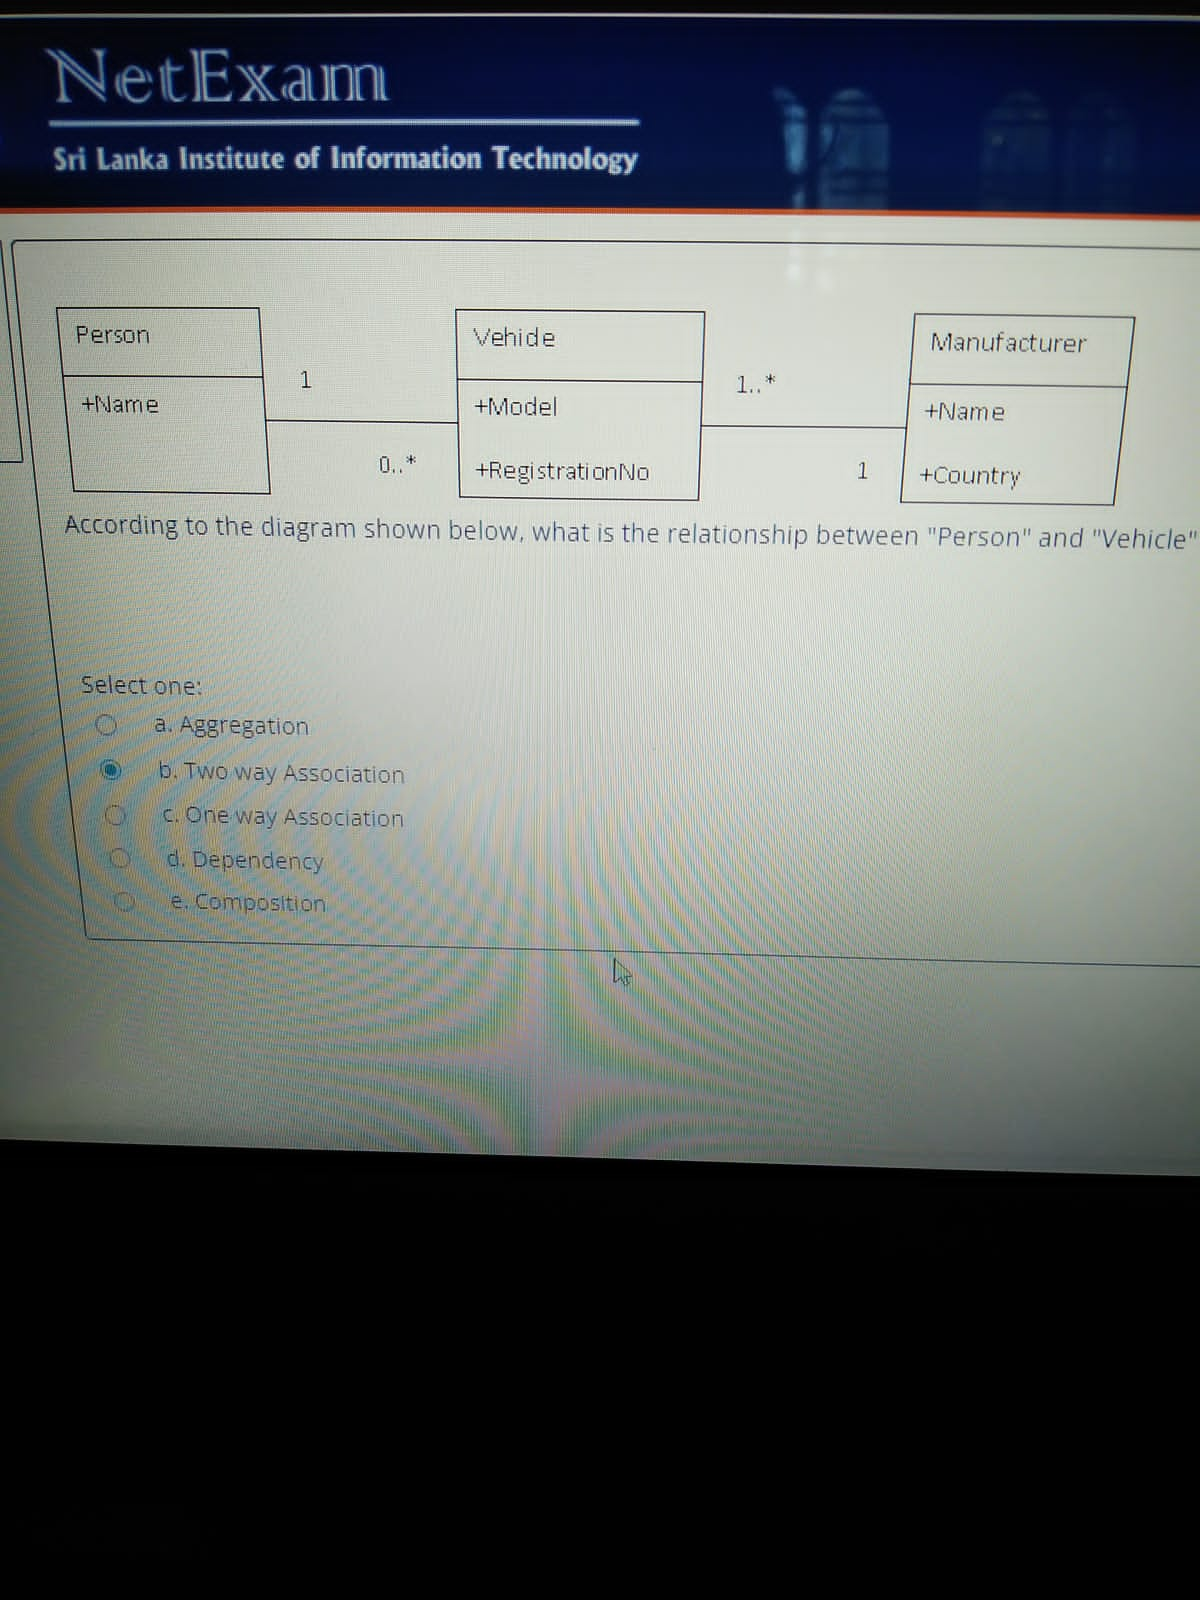 NetExam
Sri Lanka Institute of Information Technology
Person
+Name
1
0..*
Vehide
+Model
+RegistrationNo
1..*
1
Manufacturer
+Name
+Country
According to the diagram shown below, what is the relationship between "Person" and "Vehicle"
Select one:
a. Aggregation
b. Two way Association
c. One way Association
d. Dependency
e. Composition